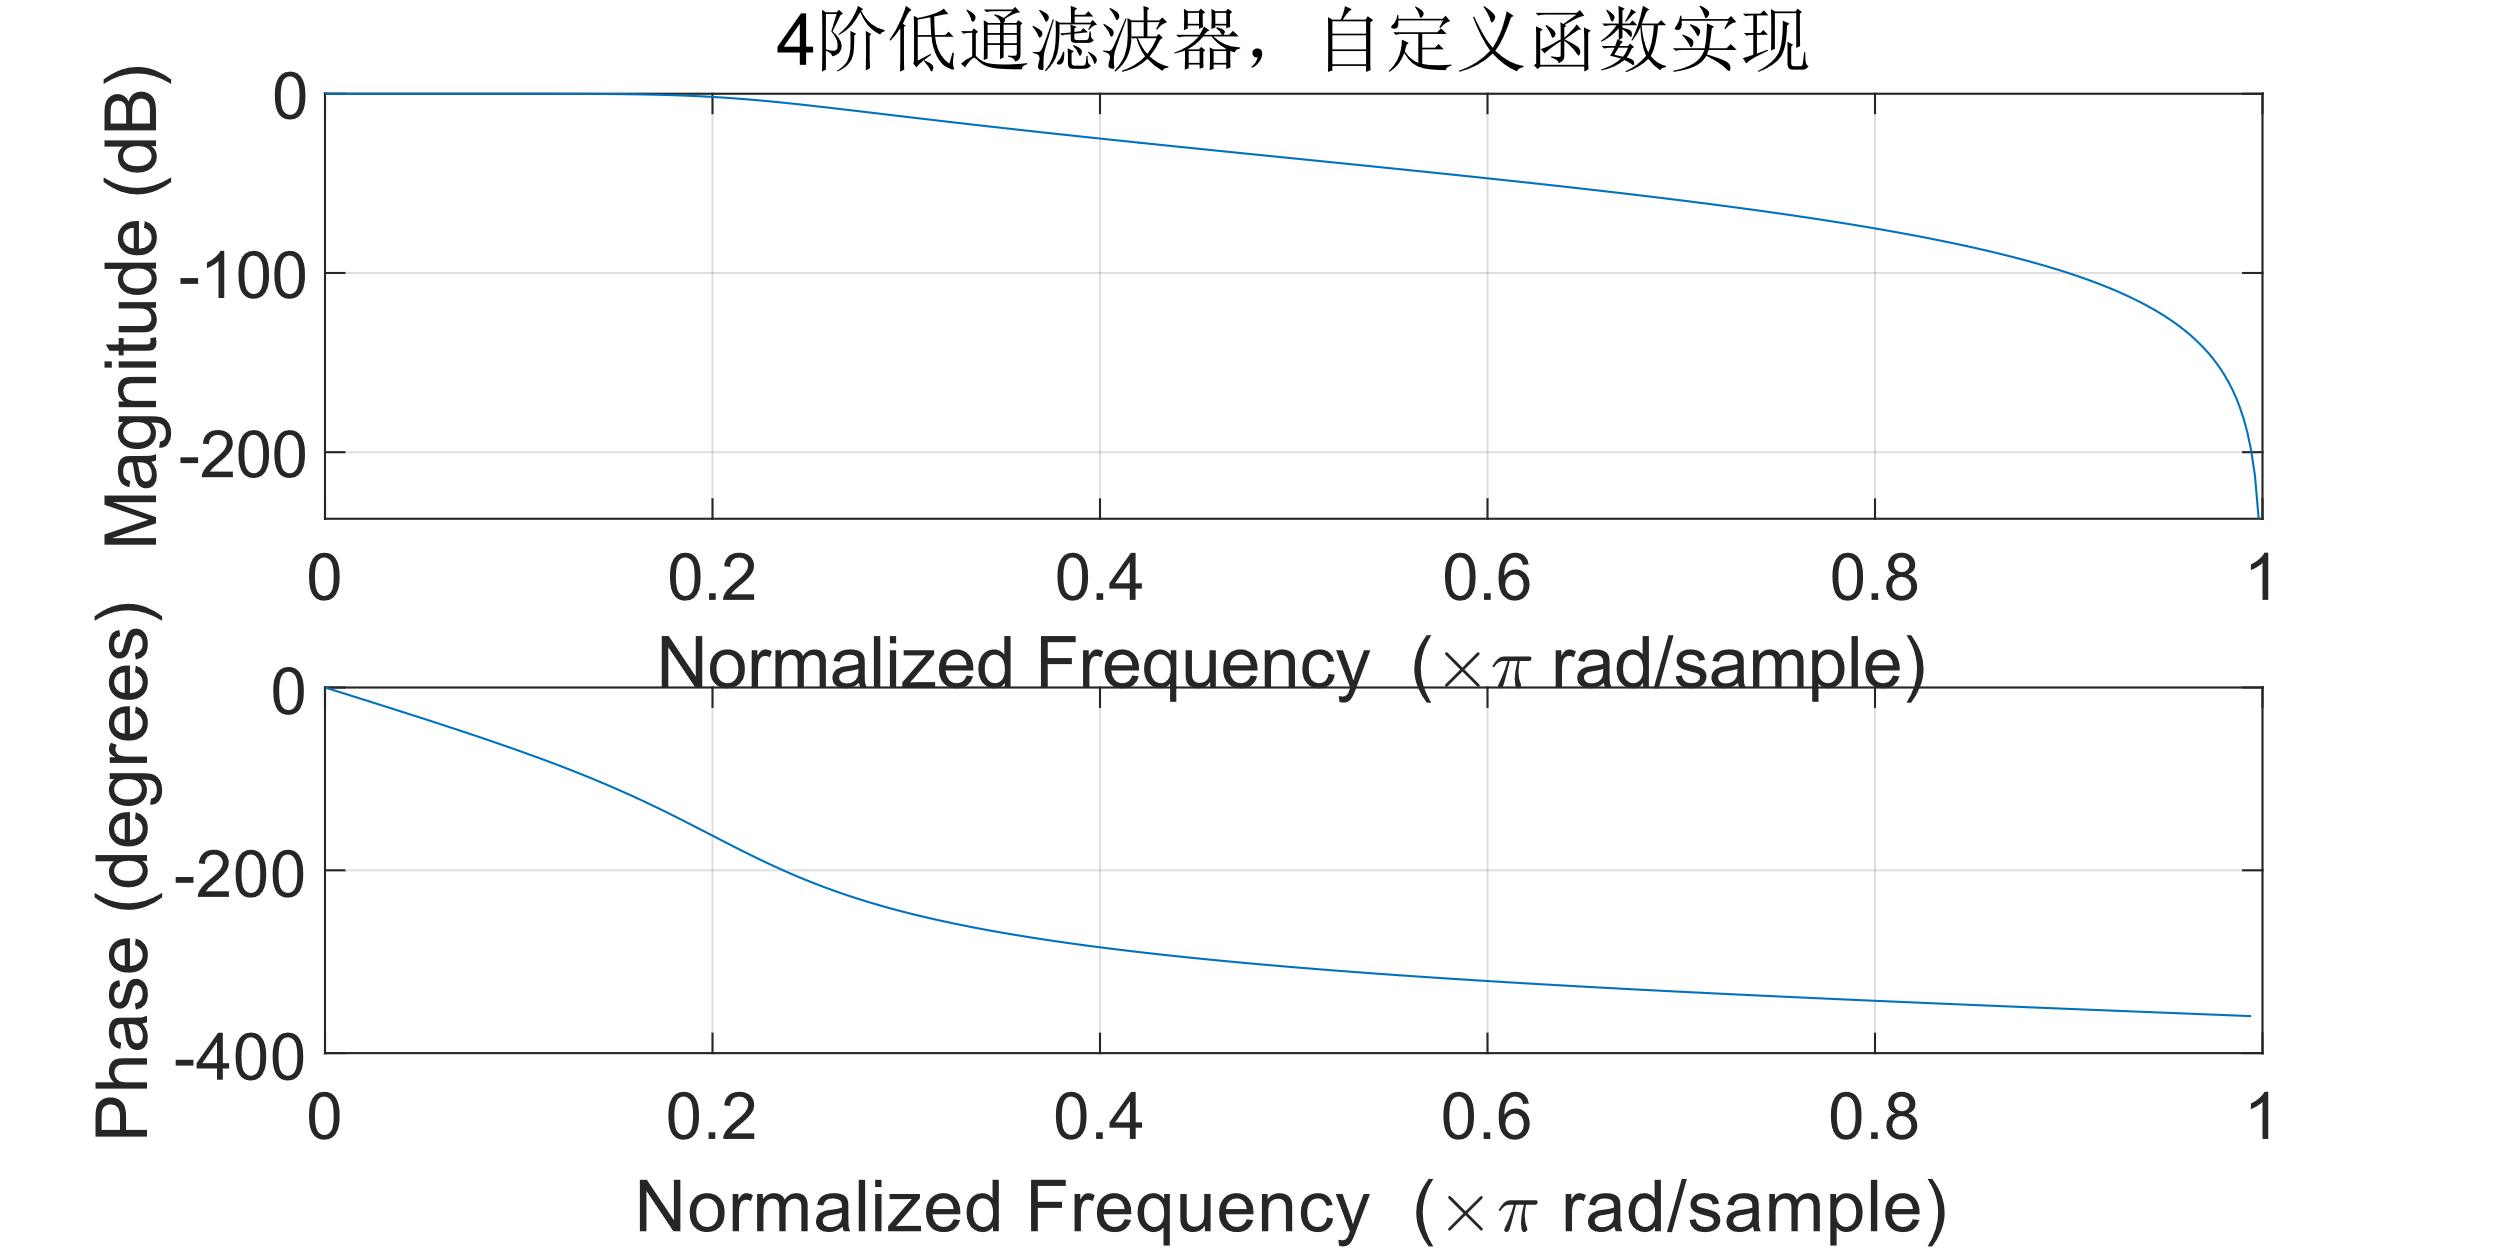 4阶低通滤波器, 自定义函数实现
Magnitude (dB)
0
-100
-200
0 0.2 0.4 0.6 0.8 1
Normalized Frequency (×π rad/sample)
Phase (degrees)
0
-200
-400
0 0.2 0.4 0.6 0.8 1
Normalized Frequency (×π rad/sample)